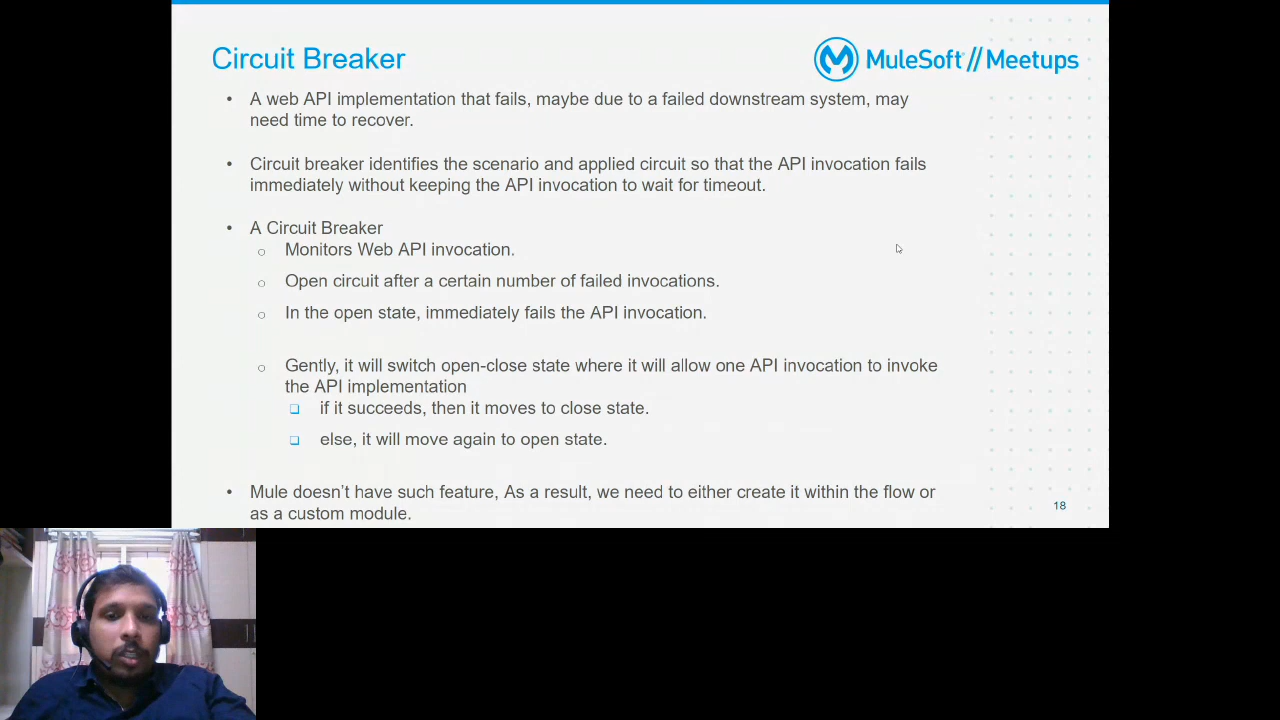 Circuit Breaker
MuleSoft // Meetups
• A web API implementation that fails, maybe due to a failed downstream system, may
need time to recover.
• Circuit breaker identifies the scenario and applied circuit so that the API invocation fails
immediately without keeping the API invocation to wait for timeout.
• A Circuit Breaker
○ Monitors Web API invocation.
○ Open circuit after a certain number of failed invocations.
○ In the open state, immediately fails the API invocation.
○ Gently, it will switch open-close state where it will allow one API invocation to invoke
the API implementation
❏ if it succeeds, then it moves to close state.
❏ else, it will move again to open state.
• Mule doesn’t have such feature, As a result, we need to either create it within the flow or
as a custom module.
18